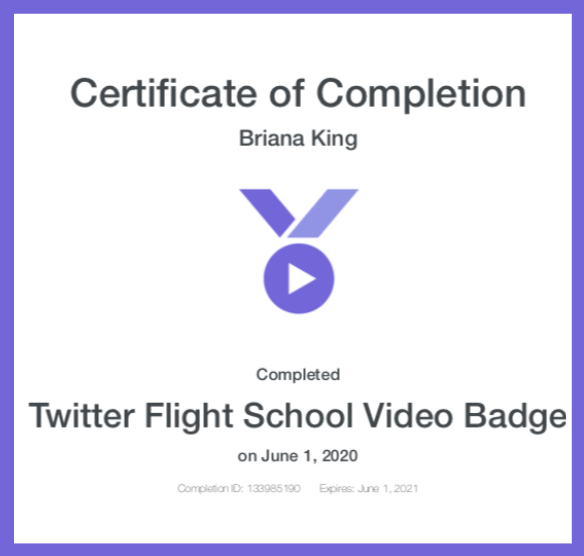 Certificate of Completion
Briana King
Completed
Twitter Flight School Video Badge
on June 1, 2020
Completion ID: 133985190 Expires: June 1, 2021